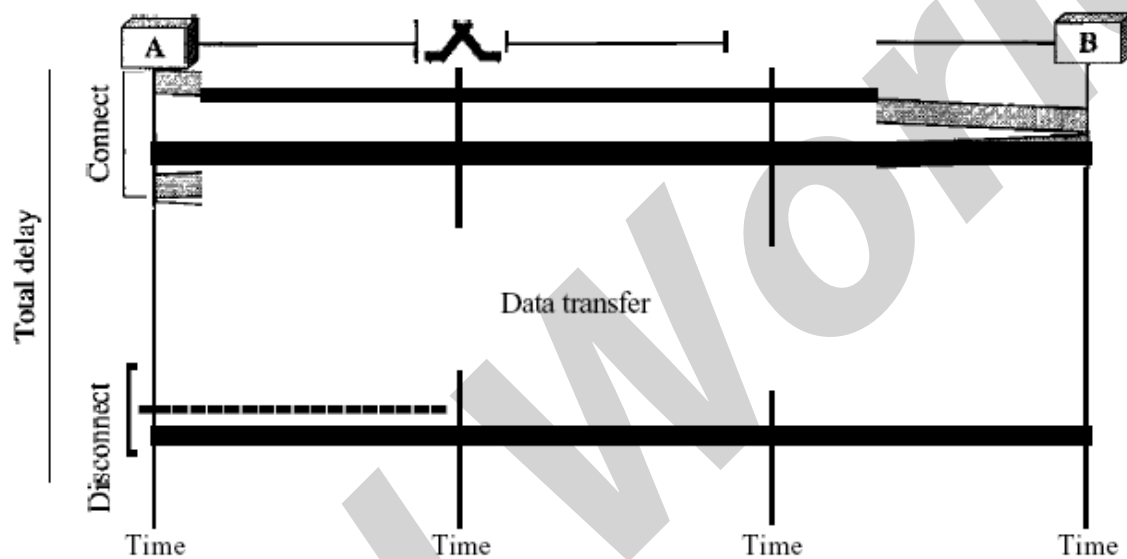 A
B
Connect
Total delay
Data transfer
Disconnect
Time Time Time Time